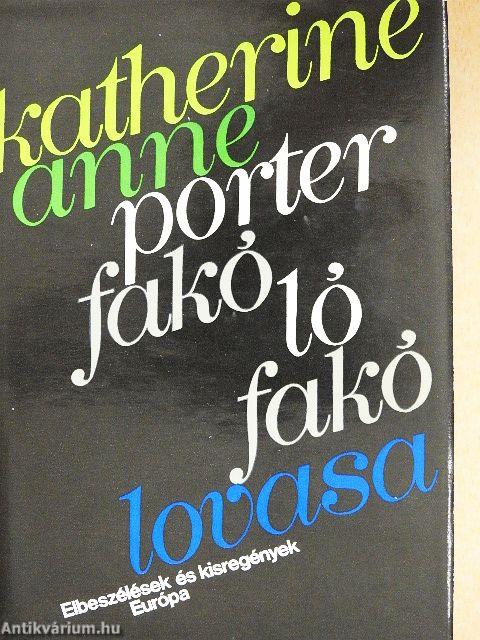 katherine
anne
porter
fakó ló
fakó
lovasa
Elbeszélések és kisregények
Európa
Antikvárium.hu